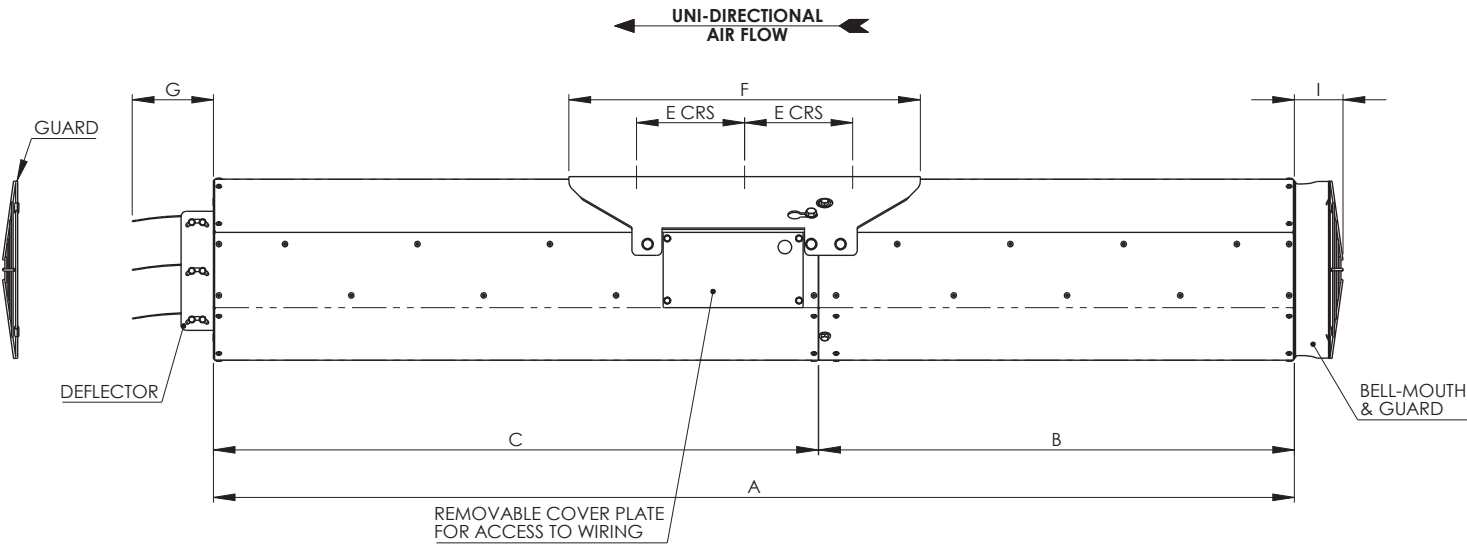 UNI-DIRECTIONAL
AIR FLOW
G
F
I
E CRS
E CRS
GUARD
DEFLECTOR
BELL-MOUTH
& GUARD
C
B
A
REMOVABLE COVER PLATE
FOR ACCESS TO WIRING